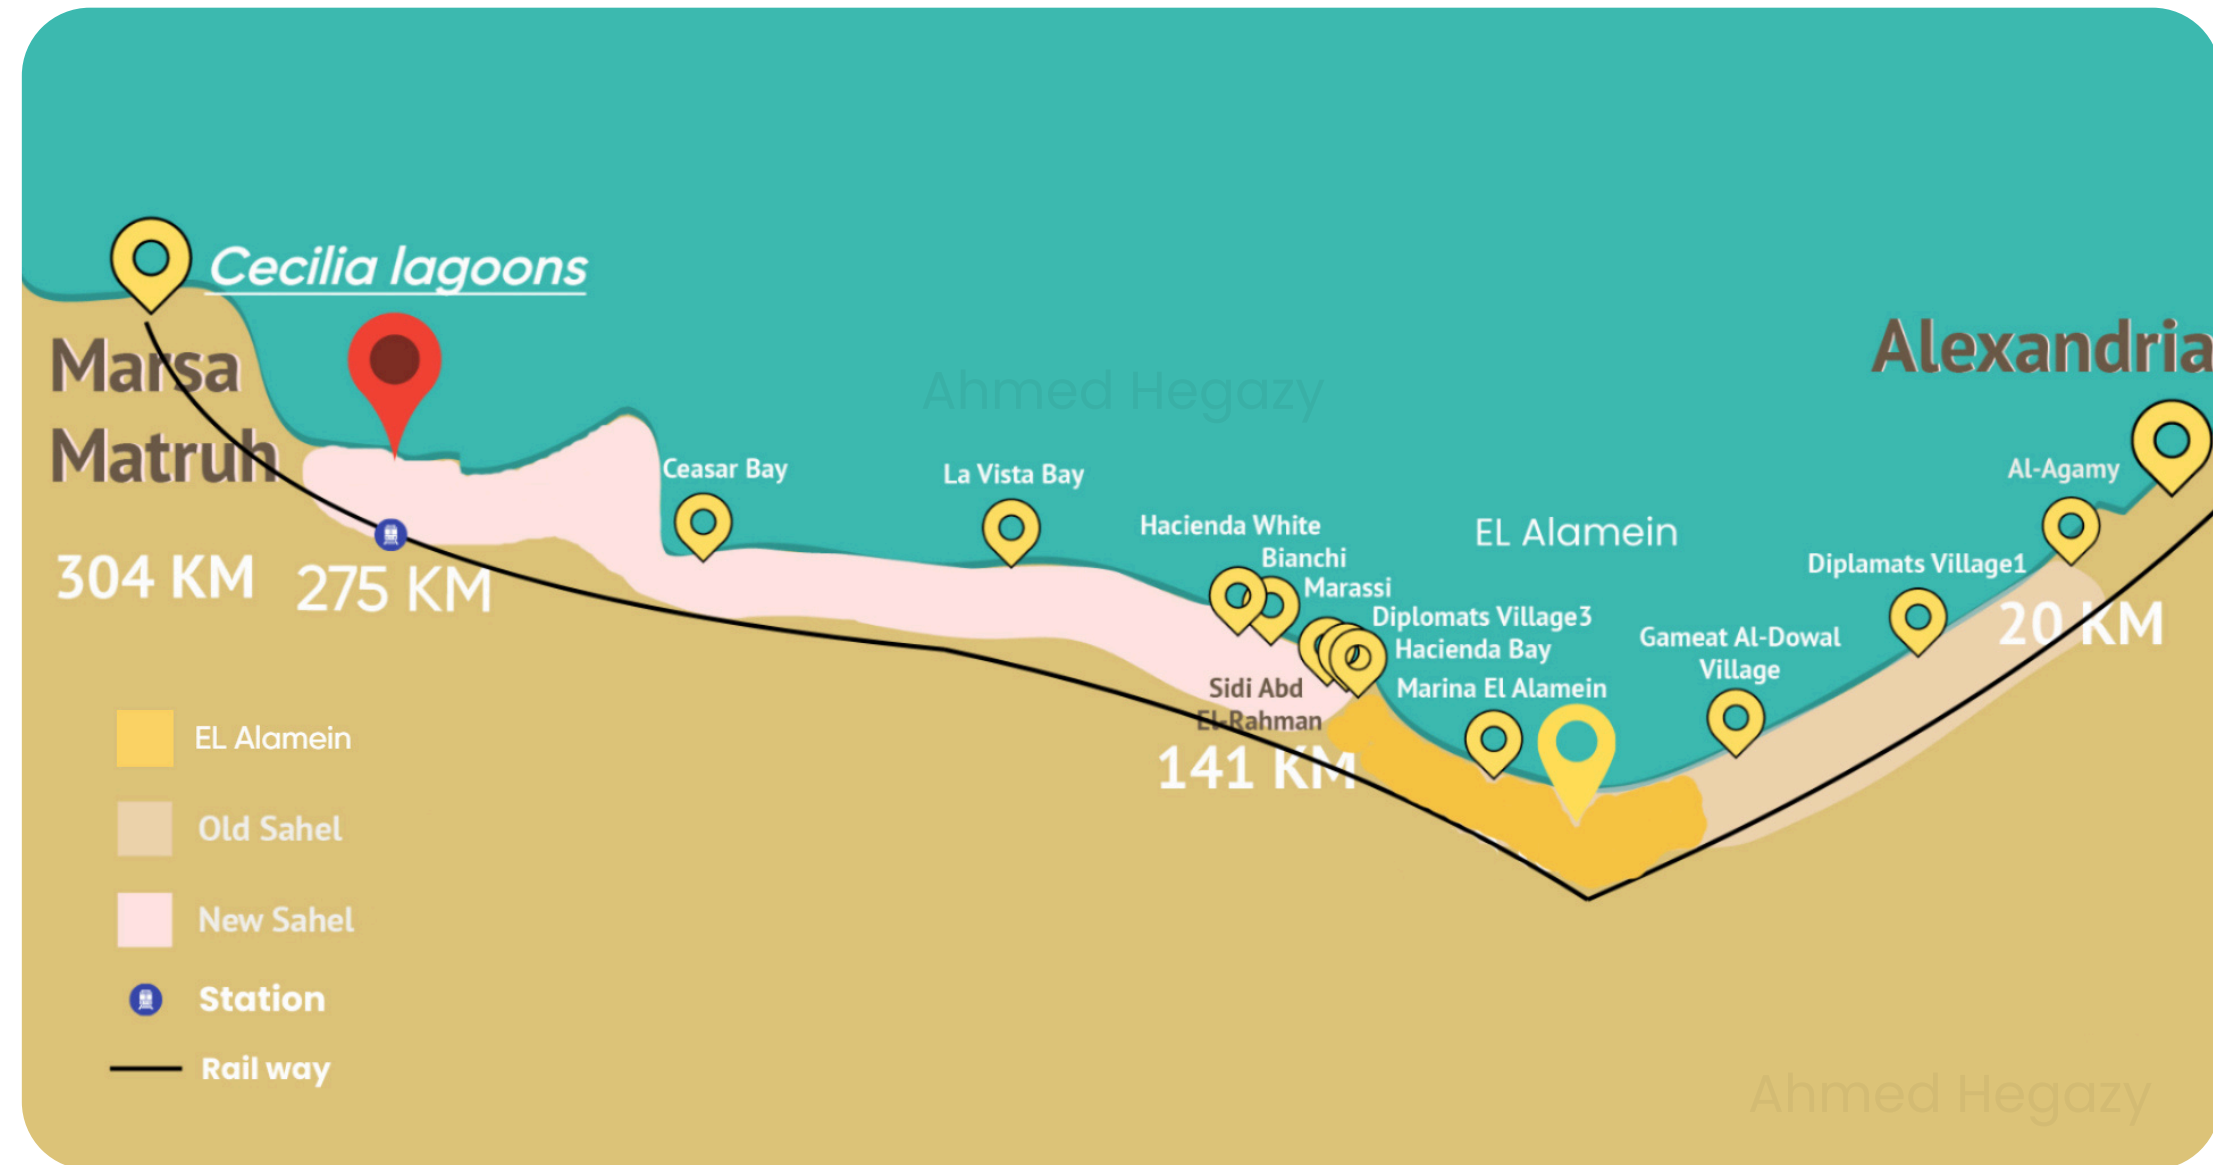 Cecilia lagoons
Marsa
Matruh
304 KM
275 KM
Ceasar Bay
La Vista Bay
Hacienda White
Bianchi
Marassi
Diplomats Village3
Hacienda Bay
Marina El Alamein
Sidi Abd
El-Rahman
141 KM
EL Alamein
Gameat Al-Dowal
Village
Diplamats Village1
Al-Agamy
Alexandria
20 KM
Ahmed Hegazy
EL Alamein
Old Sahel
New Sahel
Station
Rail way
Ahmed Hegazy